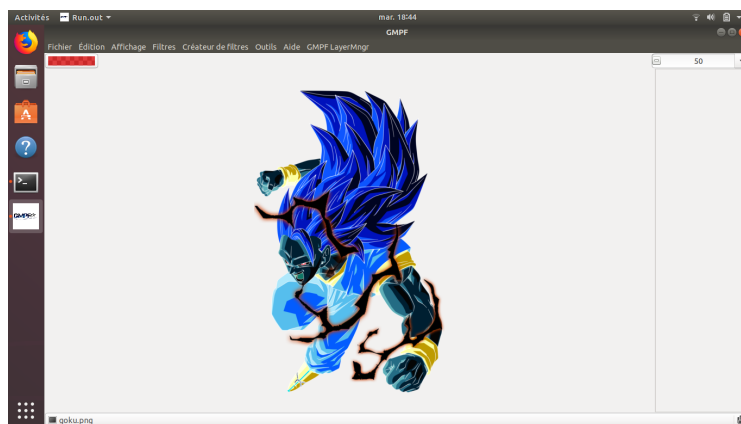 Activités Run.out mar. 18:44
GMPF
Fichier Édition Affichage Filtres Créateur de filtres Outils Aide GMPF LayerMngr
50
GMPF+
goku.png